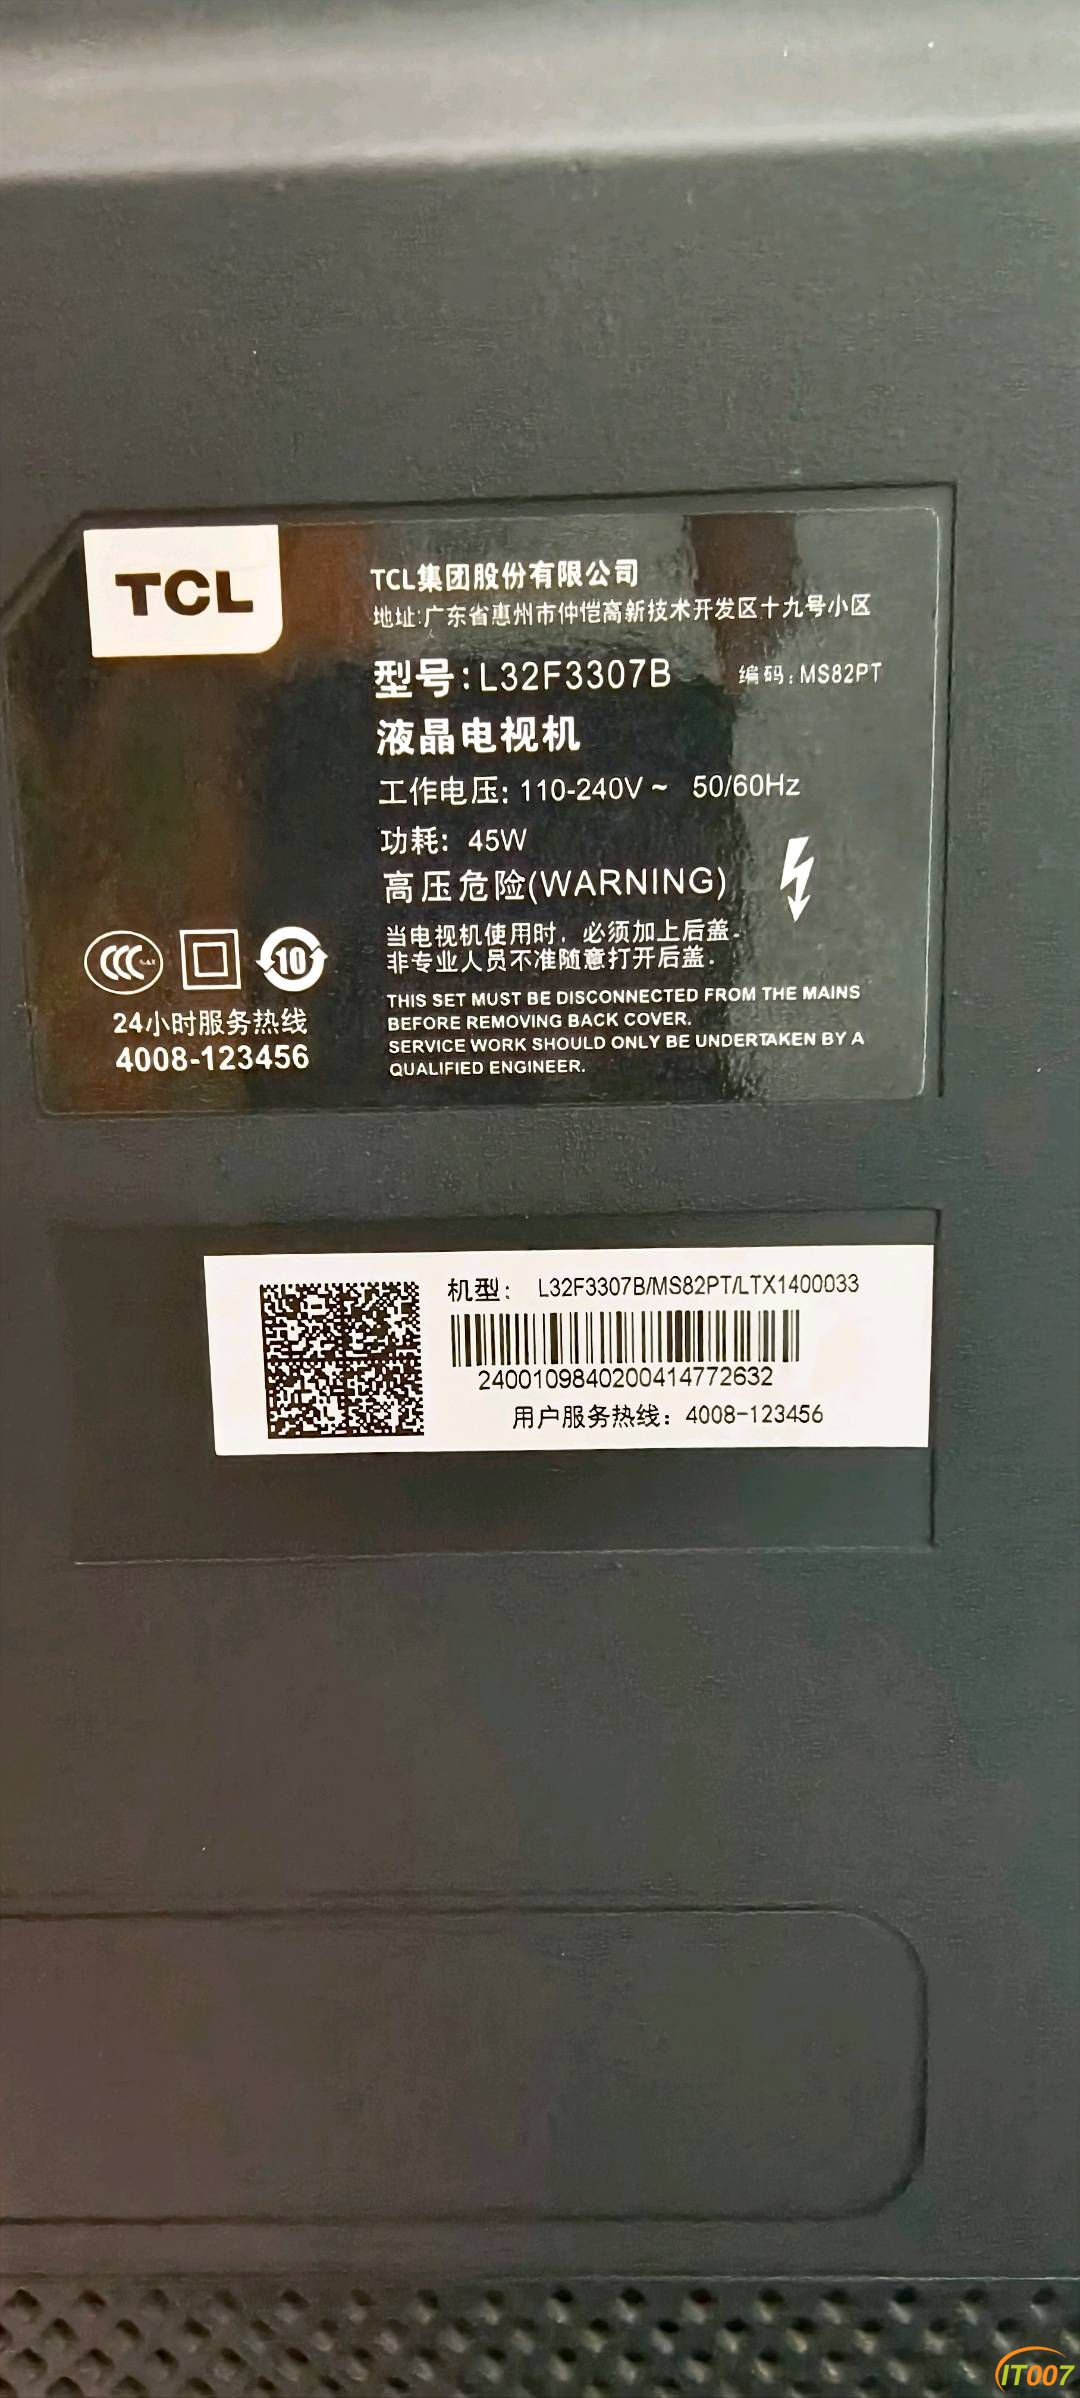 TCL
TCL集团股份有限公司
地址:广东省惠州市仲恺高新技术开发区十九号小区
型号:L32F3307B 编码:MS82PT
液晶电视机
工作电压: 110-240V~ 50/60Hz
功耗: 45W
高压危险(WARNING)
当电视机使用时，必须加上后盖.
非专业人员不准随意打开后盖.
THIS SET MUST BE DISCONNECTED FROM THE MAINS
BEFORE REMOVING BACK COVER.
SERVICE WORK SHOULD ONLY BE UNDERTAKEN BY A
QUALIFIED ENGINEER.
10
24小时服务热线
4008-123456
机型: L32F3307B/MS82PT/LTX1400033
2400109840200414772632
用户服务热线: 4008-123456
IT007